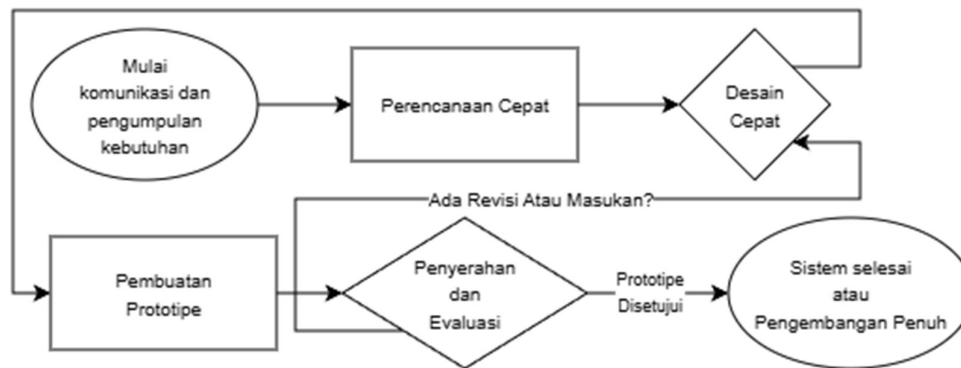 Mulai
komunikasi dan
pengumpulan
kebutuhan
Perencanaan Cepat
Desain
Cepat
Ada Revisi Atau Masukan?
Pembuatan
Prototipe
Penyerahan
dan
Evaluasi
Prototipe
Disetujui
Sistem selesai
atau
Pengembangan Penuh